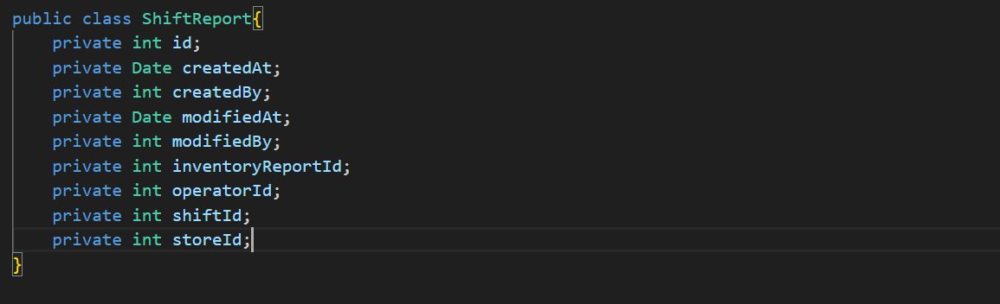 public class ShiftReport{
    private int id;
    private Date createdAt;
    private int createdBy;
    private Date modifiedAt;
    private int modifiedBy;
    private int inventoryReportId;
    private int operatorId;
    private int shiftId;
    private int storeId;
}